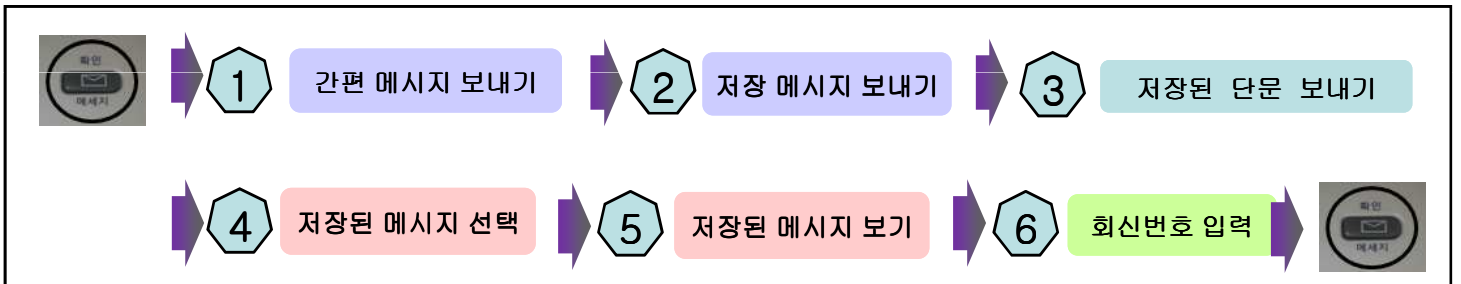 확인
메세지
1 간편 메시지 보내기
2 저장 메시지 보내기
3 저장된 단문 보내기
4 저장된 메시지 선택
5 저장된 메시지 보기
6 회신번호 입력
확인
메세지